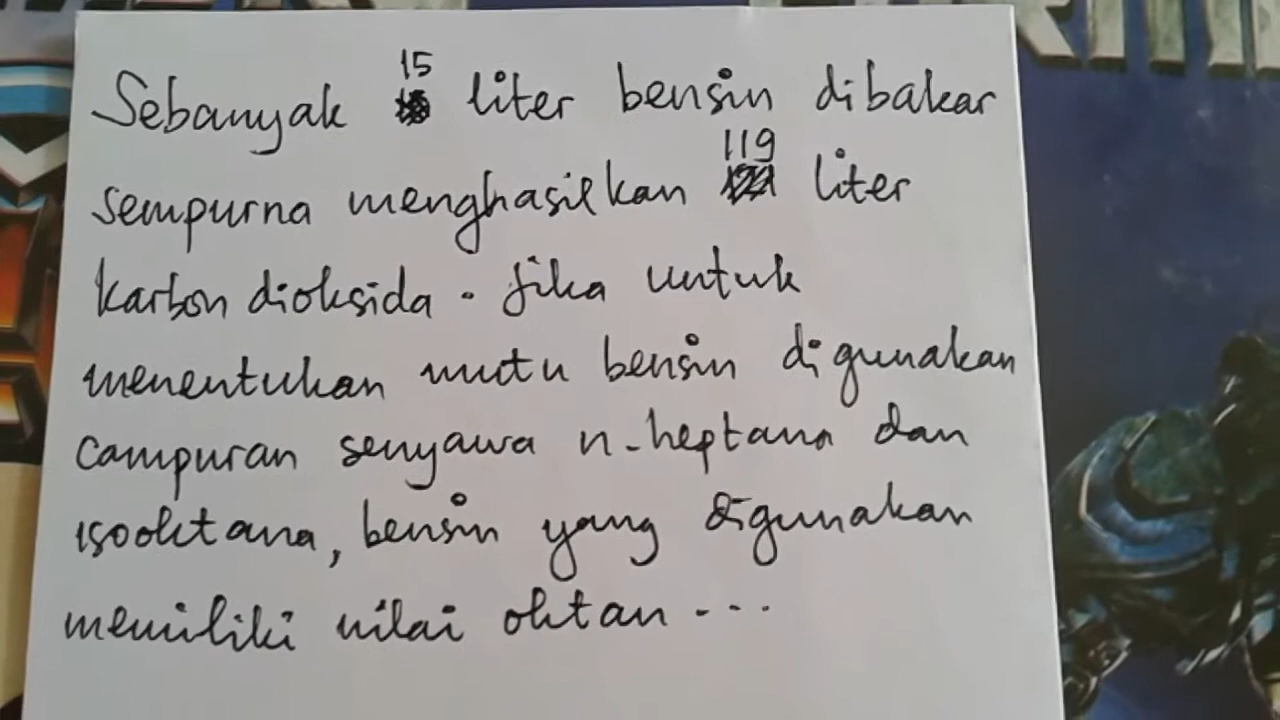 Sebanyak 15 liter bensin dibakar
sempurna menghasilkan 119 liter
karbon dioksida. Jika untuk
menentukan mutu bensin digunakan
campuran senyawa n-heptana dan
isooktana, bensin yang digunakan
memiliki nilai oktan ...